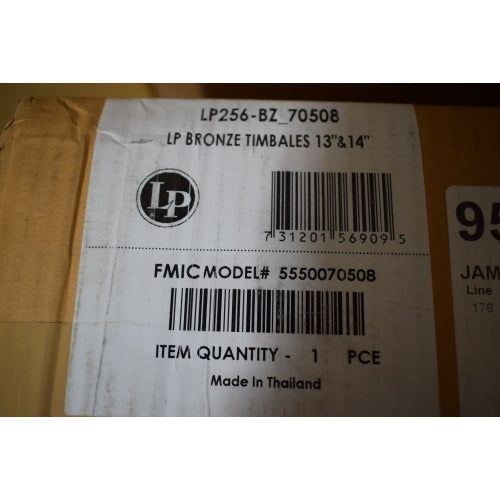 LP256-BZ_70508
LP BRONZE TIMBALES 13"&14"
LP
7 31201 56909 5
FMIC MODEL# 5550070508
ITEM QUANTITY - 1 PCE
Made In Thailand
95
JAM
Line
176